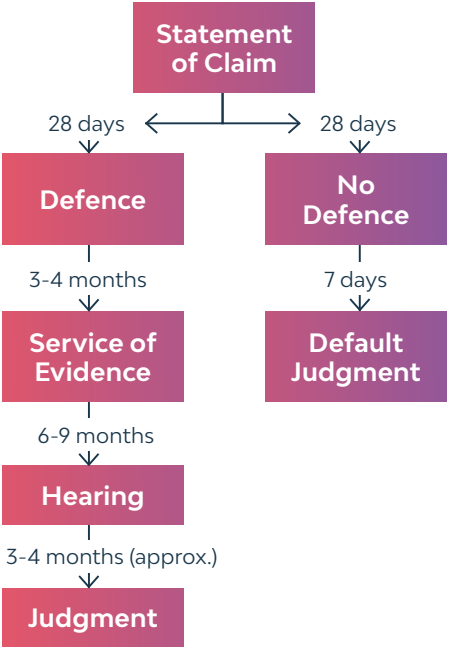 Statement
of Claim
28 days
28 days
Defence
No
Defence
3-4 months
7 days
Service of
Evidence
Default
Judgment
6-9 months
Hearing
3-4 months (approx.)
Judgment